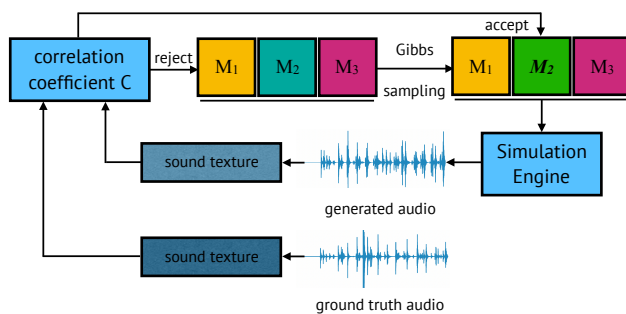 accept
correlation
coefficient C
reject
M₁ M₂ M₃
Gibbs
sampling
M₁ M₂ M₃
sound texture
generated audio
Simulation
Engine
sound texture
ground truth audio